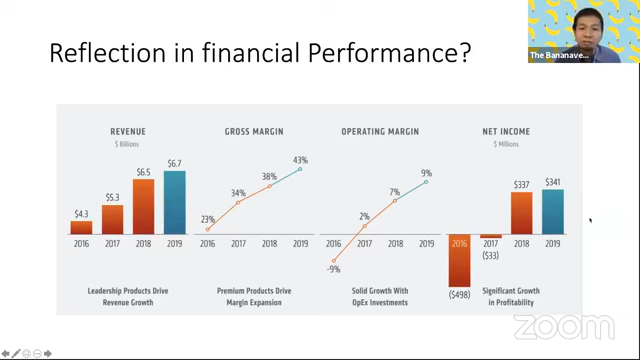 Reflection in financial Performance?
The Bananave...
REVENUE
$ Billions
$4.3
$5.3
$6.5
$6.7
2016
2017
2018
2019
Leadership Products Drive
Revenue Growth
GROSS MARGIN
23%
34%
38%
43%
2016
2017
2018
2019
Premium Products Drive
Margin Expansion
OPERATING MARGIN
-9%
2%
7%
9%
2016
2017
2018
2019
Solid Growth With
OpEx Investments
NET INCOME
$ Millions
$337
$341
2016
2017
2018
2019
($33)
($498)
Significant Growth
in Profitability
zoom